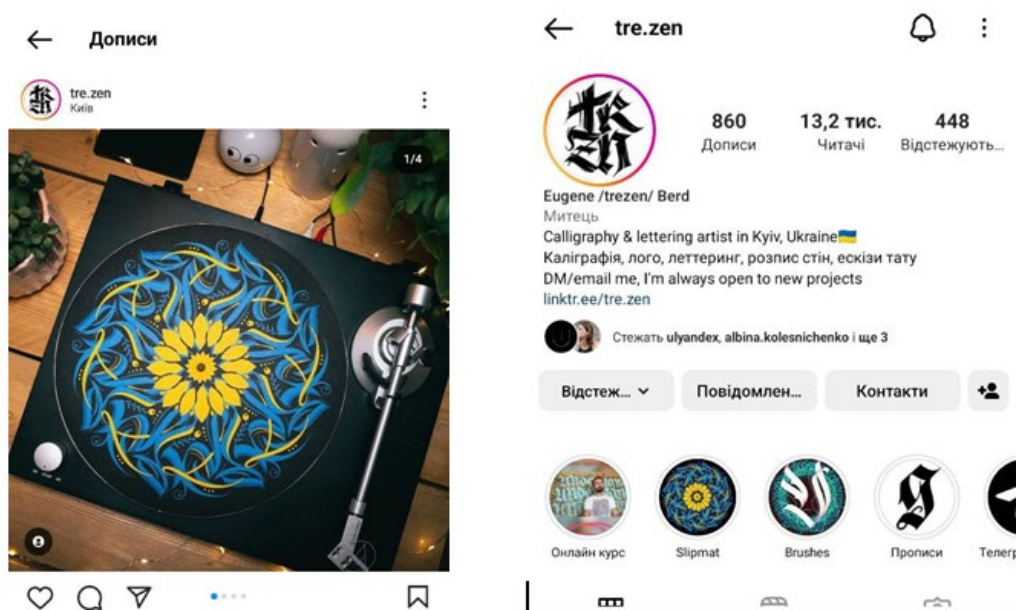 Дописи
tre.zen
Київ
1/4
tre.zen
860
13,2 тис.
448
Дописи
Читачі
Відстежують...
Eugene /trezen/ Berd
Митець
Calligraphy & lettering artist in Kyiv, Ukraine🇺🇦
Каліграфія, лого, леттеринг, розпис стін, ескізи тату
DM/email me, I'm always open to new projects
linktr.ee/tre.zen
Стежать ulyandex, albina.kolesnichenko і ще 3
Відстеж...
Повідомлен...
Контакти
Онлайн курс
Slipmat
Brushes
Прописи
Телегр